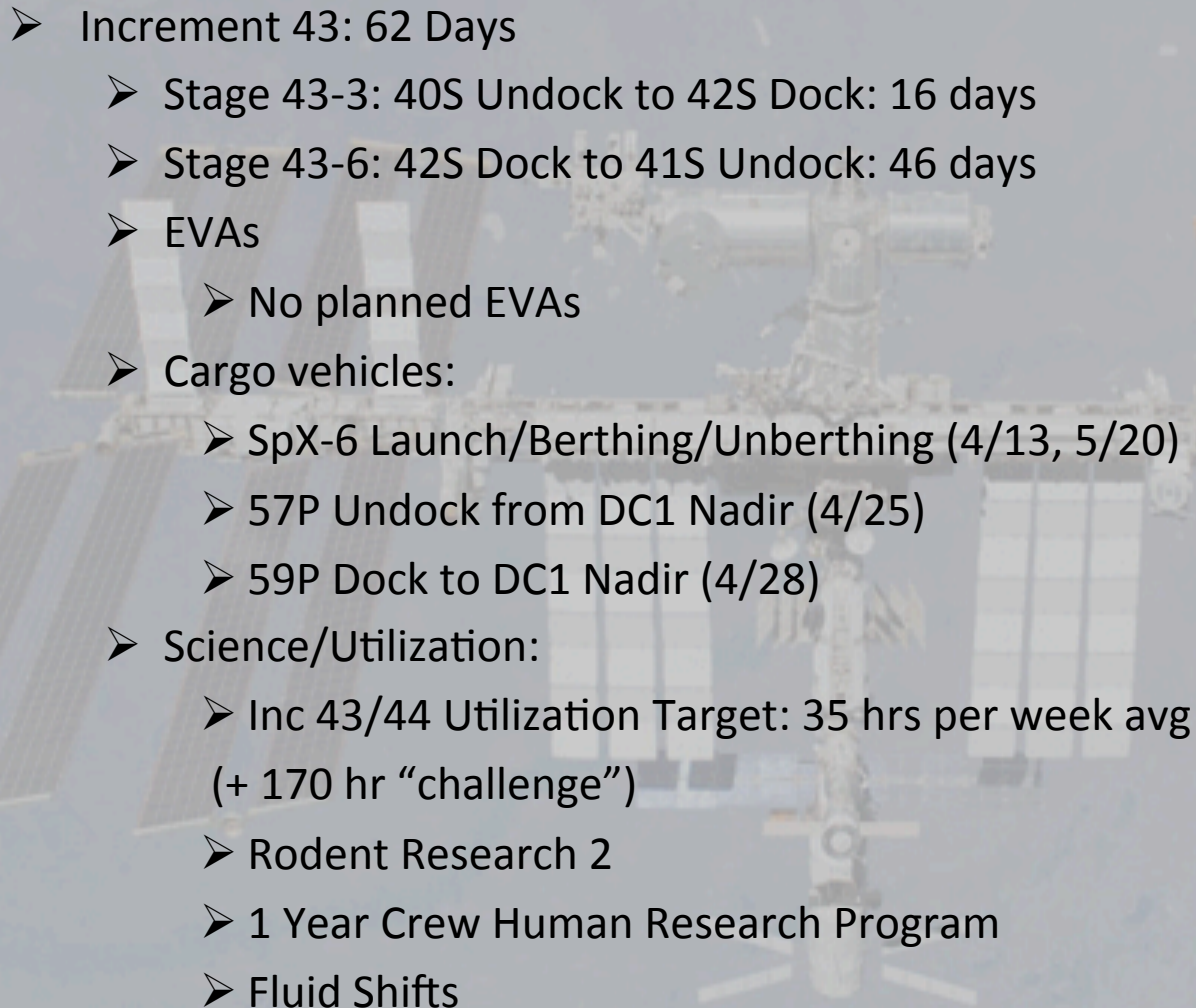 ➢ Increment 43: 62 Days
➢ Stage 43-3: 40S Undock to 42S Dock: 16 days
➢ Stage 43-6: 42S Dock to 41S Undock: 46 days
➢ EVAs
➢ No planned EVAs
➢ Cargo vehicles:
➢ SpX-6 Launch/Berthing/Unberthing (4/13, 5/20)
➢ 57P Undock from DC1 Nadir (4/25)
➢ 59P Dock to DC1 Nadir (4/28)
➢ Science/Utilization:
➢ Inc 43/44 Utilization Target: 35 hrs per week avg
(+ 170 hr “challenge”)
➢ Rodent Research 2
➢ 1 Year Crew Human Research Program
➢ Fluid Shifts